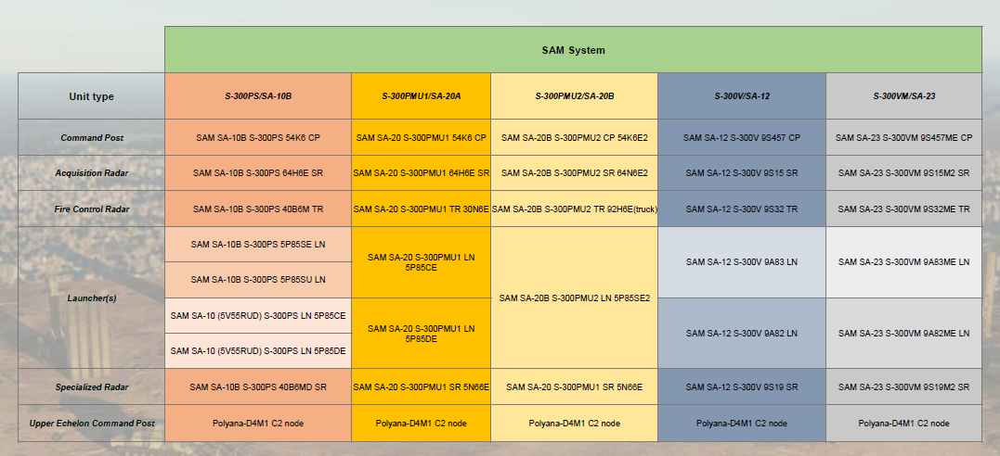 SAM System
Unit type
S-300PS/SA-10B
S-300PMU1/SA-20A
S-300PMU2/SA-20B
S-300V/SA-12
S-300VM/SA-23
Command Post
SAM SA-10B S-300PS 54K6 CP
SAM SA-20 S-300PMU1 54K6 CP
SAM SA-20B S-300PMU2 CP 54K6E2
SAM SA-12 S-300V 9S457 CP
SAM SA-23 S-300VM 9S457ME CP
Acquisition Radar
SAM SA-10B S-300PS 64H6E SR
SAM SA-20 S-300PMU1 64H6E SR
SAM SA-20B S-300PMU2 SR 64N6E2
SAM SA-12 S-300V 9S15 SR
SAM SA-23 S-300VM 9S15M2 SR
Fire Control Radar
SAM SA-10B S-300PS 40B6M TR
SAM SA-20 S-300PMU1 TR 30N6E
SAM SA-20B S-300PMU2 TR 92H6E(truck)
SAM SA-12 S-300V 9S32 TR
SAM SA-23 S-300VM 9S32ME TR
Launcher(s)
SAM SA-10B S-300PS 5P85SE LN
SAM SA-10B S-300PS 5P85SU LN
SAM SA-10 (5V55RUD) S-300PS LN 5P85CE
SAM SA-10 (5V55RUD) S-300PS LN 5P85DE
SAM SA-20 S-300PMU1 LN
5P85CE
SAM SA-20 S-300PMU1 LN
5P85DE
SAM SA-20B S-300PMU2 LN 5P85SE2
SAM SA-12 S-300V 9A83 LN
SAM SA-12 S-300V 9A82 LN
SAM SA-23 S-300VM 9A83ME LN
SAM SA-23 S-300VM 9A82ME LN
Specialized Radar
SAM SA-10B S-300PS 40B6MD SR
SAM SA-20 S-300PMU1 SR 5N66E
SAM SA-20 S-300PMU1 SR 5N66E
SAM SA-12 S-300V 9S19 SR
SAM SA-23 S-300VM 9S19M2 SR
Upper Echelon Command Post
Polyana-D4M1 C2 node
Polyana-D4M1 C2 node
Polyana-D4M1 C2 node
Polyana-D4M1 C2 node
Polyana-D4M1 C2 node